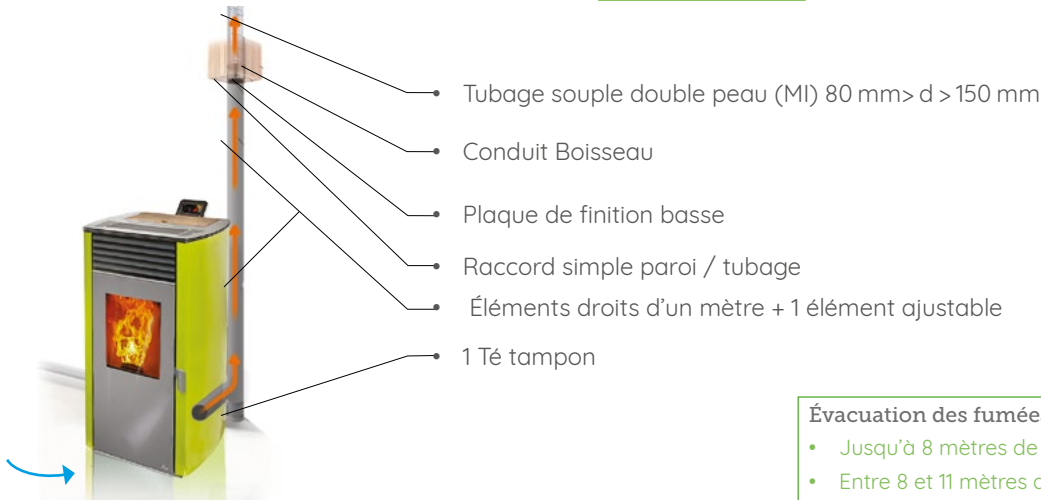 Tubage souple double peau (MI) 80 mm> d > 150 mm
Conduit Boisseau
Plaque de finition basse
Raccord simple paroi / tubage
Éléments droits d'un mètre + 1 élément ajustable
1 Té tampon
Évacuation des fumée
• Jusqu'à 8 mètres de
• Entre 8 et 11 mètres